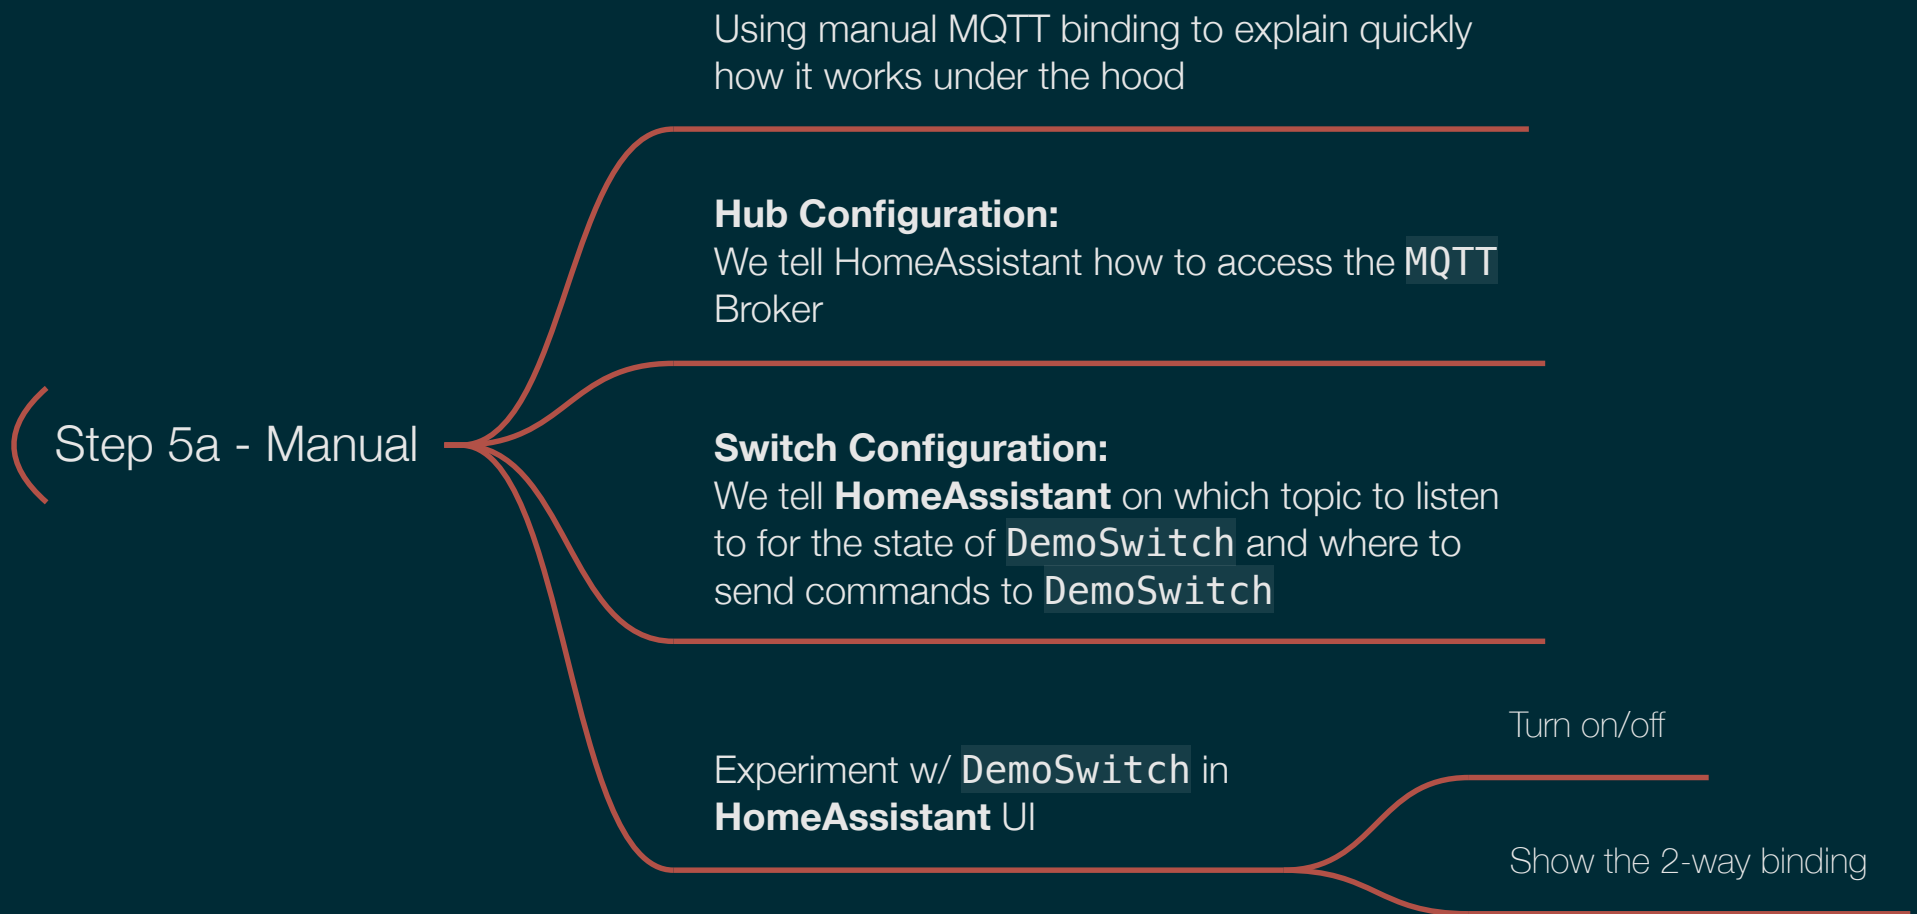 Using manual MQTT binding to explain quickly
how it works under the hood
Hub Configuration:
We tell HomeAssistant how to access the MQTT
Broker
Step 5a - Manual
Switch Configuration:
We tell HomeAssistant on which topic to listen
to for the state of DemoSwitch and where to
send commands to DemoSwitch
Experiment w/ DemoSwitch in
HomeAssistant UI
Turn on/off
Show the 2-way binding